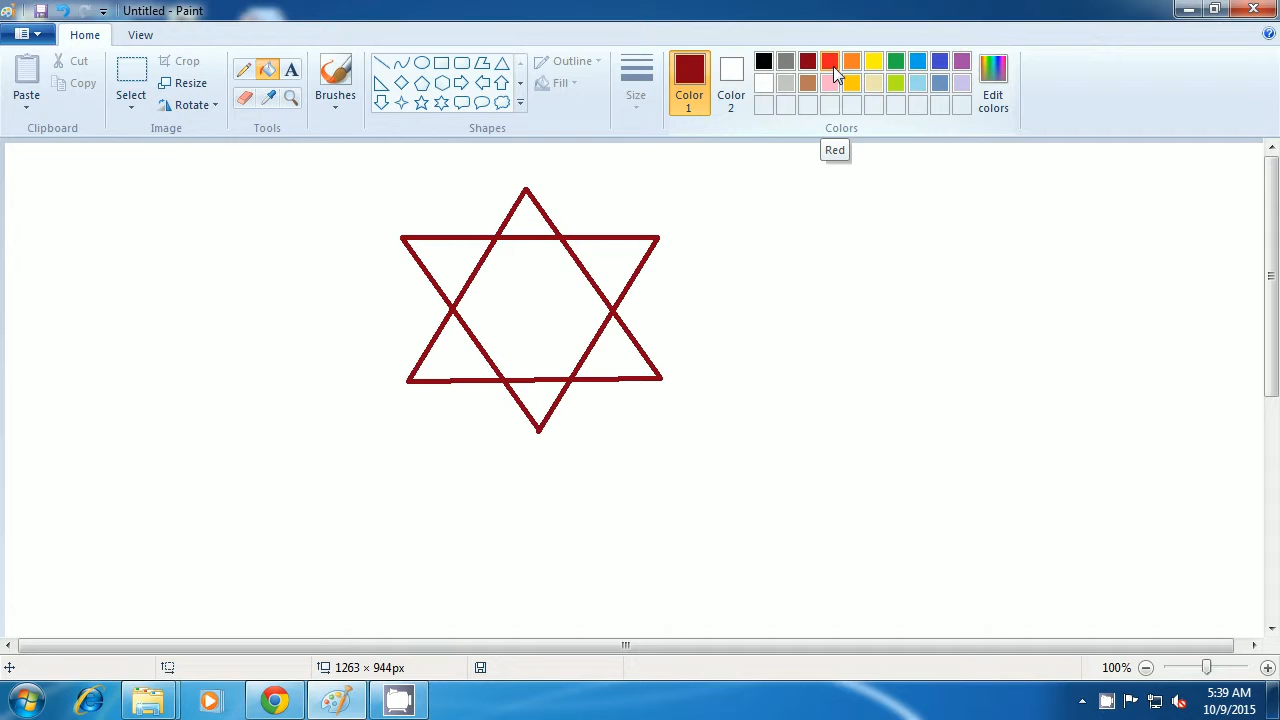 Untitled - Paint
Home View
Paste
Cut
Copy
Clipboard
Select
Crop
Resize
Rotate
Image
A
Tools
Brushes
Shapes
Outline
Fill
Size
Color 1
Color 2
Colors
Edit colors
Red
1263 × 944px
100%
5:39 AM
10/9/2015